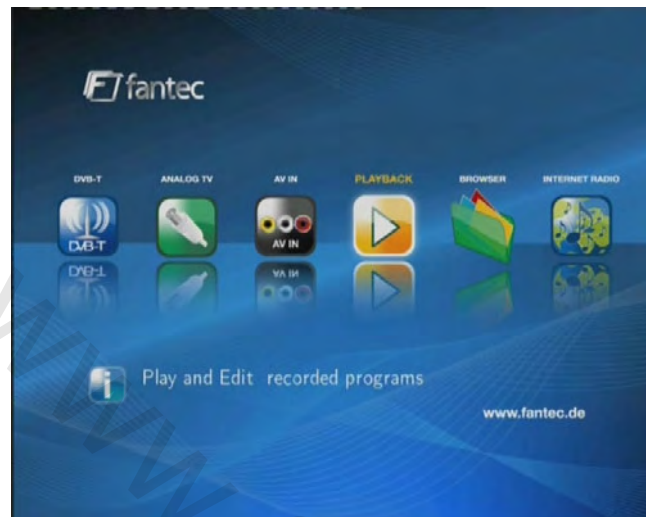 fantec
DVB-T ANALOG TV AV IN PLAYBACK BROWSER INTERNET RADIO
DVB-T AV IN
Play and Edit recorded programs
www.fantec.de